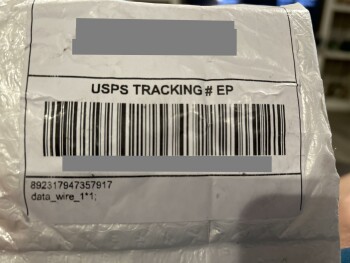 USPS TRACKING # EP
892317947357917
data_wire_1*1;